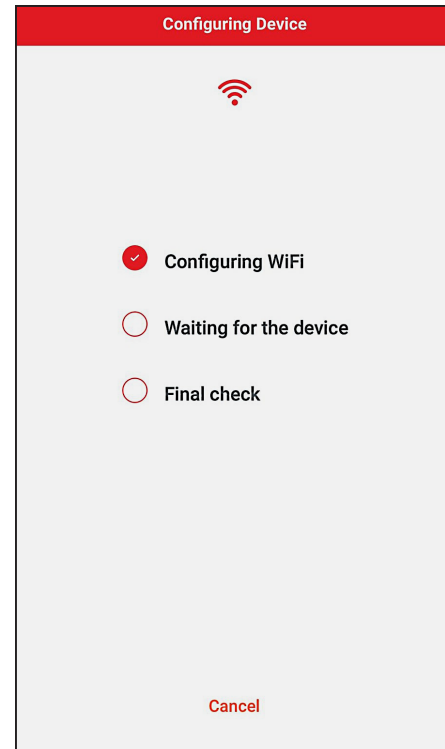 Configuring Device
Configuring WiFi
Waiting for the device
Final check
Cancel